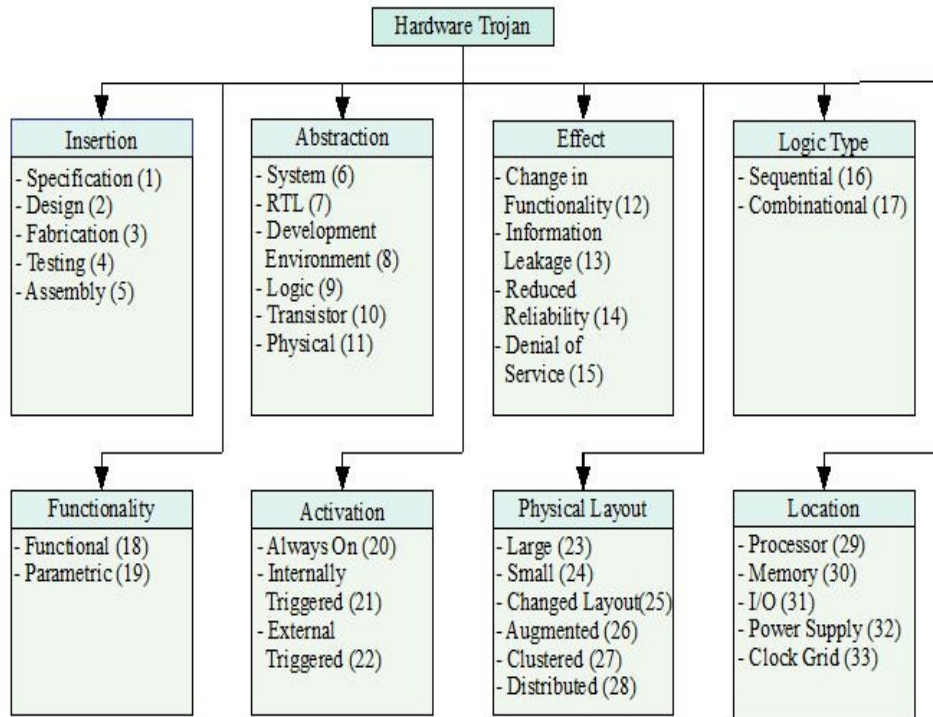 Hardware Trojan
Insertion
- Specification (1)
- Design (2)
- Fabrication (3)
- Testing (4)
- Assembly (5)
Abstraction
- System (6)
- RTL (7)
- Development
Environment (8)
- Logic (9)
- Transistor (10)
- Physical (11)
Effect
- Change in
Functionality (12)
- Information
Leakage (13)
- Reduced
Reliability (14)
- Denial of
Service (15)
Logic Type
- Sequential (16)
- Combinational (17)
Functionality
- Functional (18)
- Parametric (19)
Activation
- Always On (20)
- Internally
Triggered (21)
- External
Triggered (22)
Physical Layout
- Large (23)
- Small (24)
- Changed Layout(25)
- Augmented (26)
- Clustered (27)
- Distributed (28)
Location
- Processor (29)
- Memory (30)
- I/O (31)
- Power Supply (32)
- Clock Grid (33)